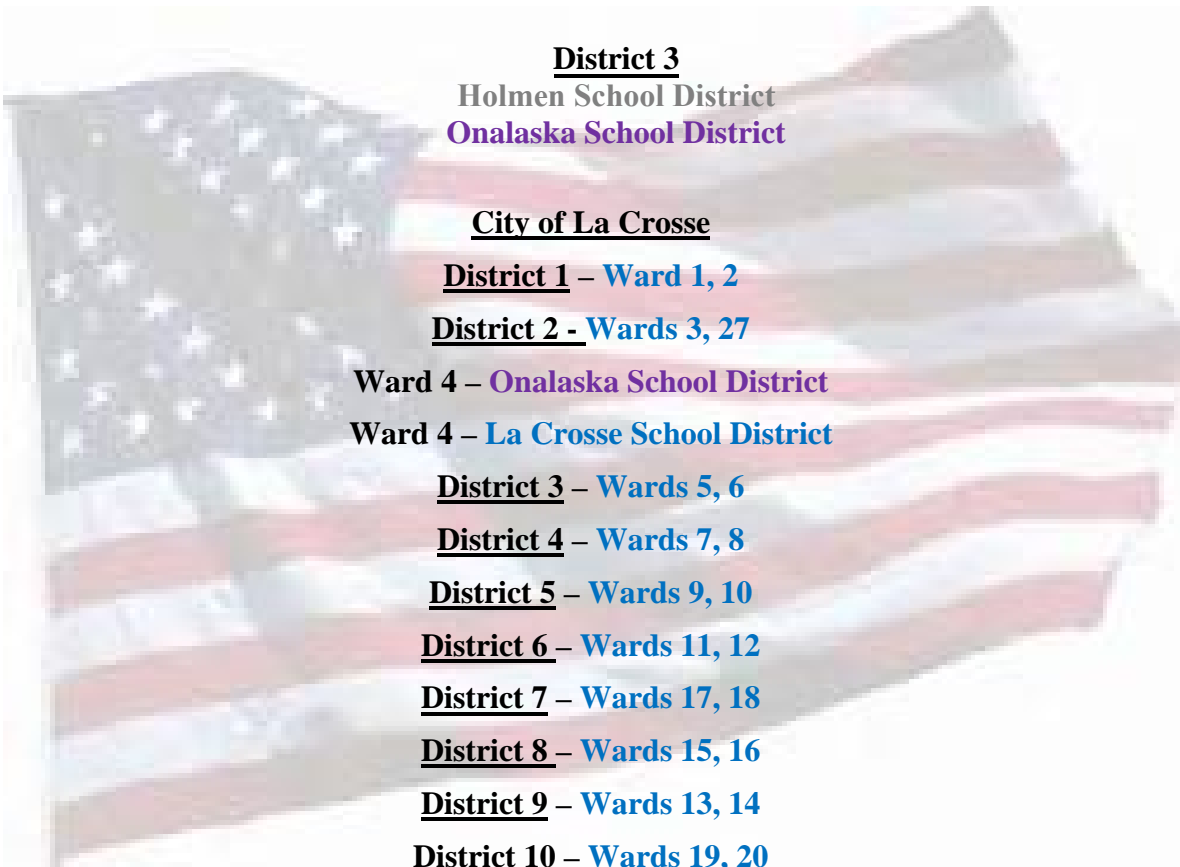 District 3
Holmen School District
Onalaska School District
City of La Crosse
District 1 – Ward 1, 2
District 2 - Wards 3, 27
Ward 4 – Onalaska School District
Ward 4 – La Crosse School District
District 3 – Wards 5, 6
District 4 – Wards 7, 8
District 5 – Wards 9, 10
District 6 – Wards 11, 12
District 7 – Wards 17, 18
District 8 – Wards 15, 16
District 9 – Wards 13, 14
District 10 – Wards 19, 20